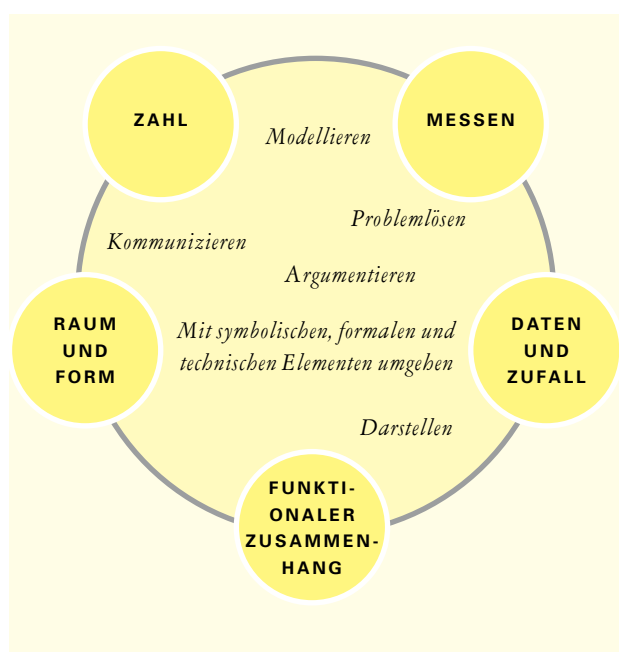 ZAHL
MESSEN
Modellieren
Problemlösen
Kommunizieren
Argumentieren
RAUM
UND
FORM
Mit symbolischen, formalen und
technischen Elementen umgehen
DATEN
UND
ZUFALL
Darstellen
FUNKTI-
ONALER
ZUSAMMEN-
HANG